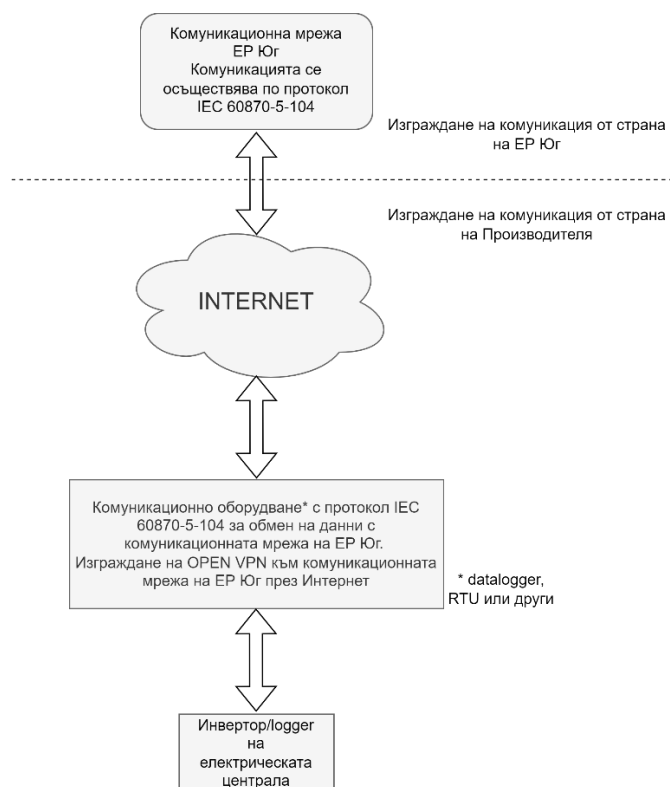 Комуникационна мрежа
ЕР Юг
Комуникацията се
осъществява по протокол
IEC 60870-5-104
Изграждане на комуникация от страна
на ЕР Юг
Изграждане на комуникация от страна
на Производителя
INTERNET
Комуникационно оборудване* с протокол IEC
60870-5-104 за обмен на данни с
комуникационната мрежа на ЕР Юг.
Изграждане на OPEN VPN към комуникационната
мрежа на ЕР Юг през Интернет
* datalogger,
RTU или други
Инвертор/logger
на
електрическата
централа